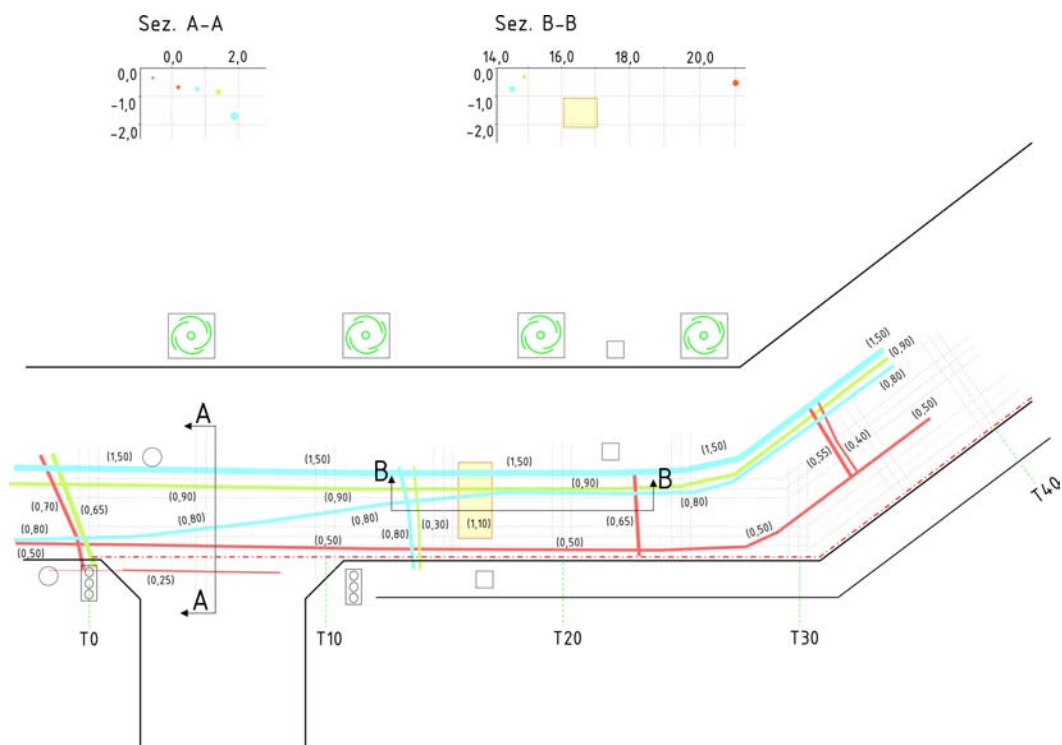 Sez. A-A
Sez. B-B
0,0 2,0
14,0 16,0 18,0 20,0
0,0
-1,0
-2,0
0,0
-1,0
-2,0
(1,50)
(0,90)
(0,80)
(0,50)
(0,40)
(0,55)
(1,50)
A
(1,50)
(1,50)
(1,50)
B
B
(0,90)
(0,90)
(0,90)
(0,80)
(0,70)
(0,65)
(0,80)
(0,80)
(0,80)
(0,80)
(0,30)
(1,10)
(0,65)
(0,50)
(0,50)
(0,50)
(0,50)
(0,25)
A
T0
T10
T20
T30
T40